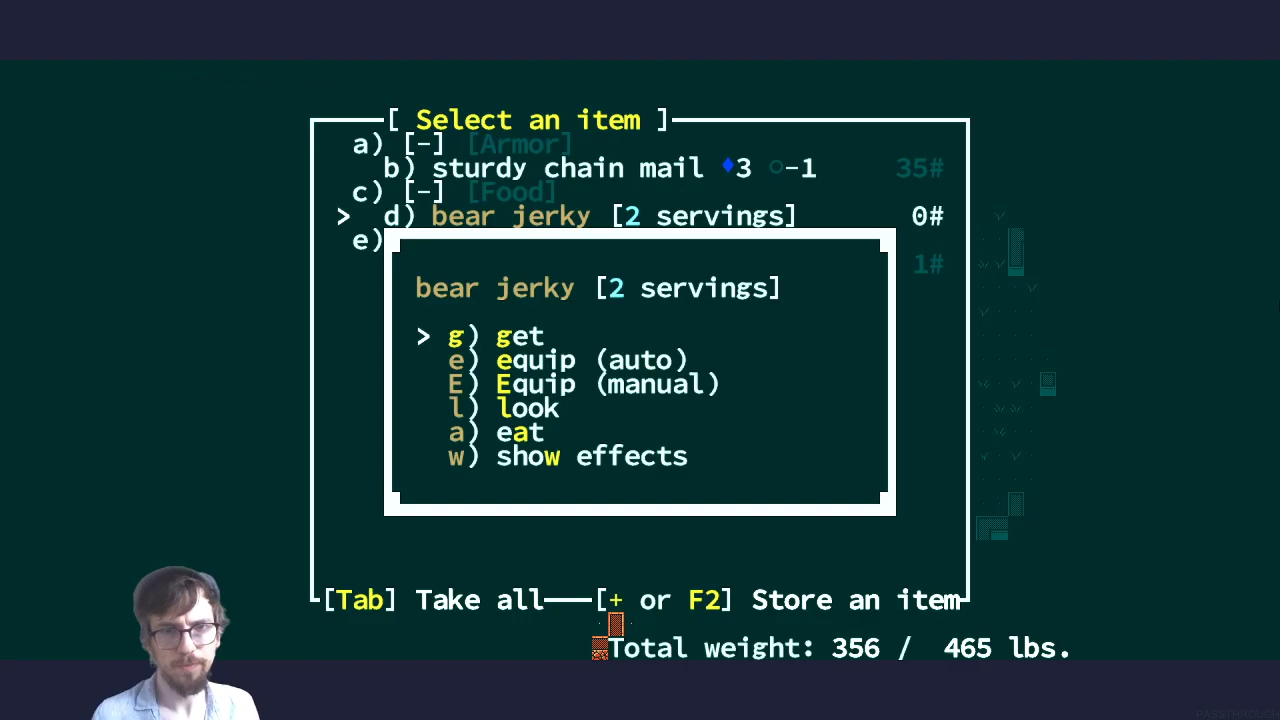 [ Select an item ]
a) [-] [Armor]
b) sturdy chain mail ♦3 ○-1 35#
c) [-] [Food]
> d) bear jerky [2 servings] 0#
e)
1#
bear jerky [2 servings]
> g) get
e) equip (auto)
E) Equip (manual)
l) look
a) eat
w) show effects
[Tab] Take all [+ or F2] Store an item
Total weight: 356 / 465 lbs.